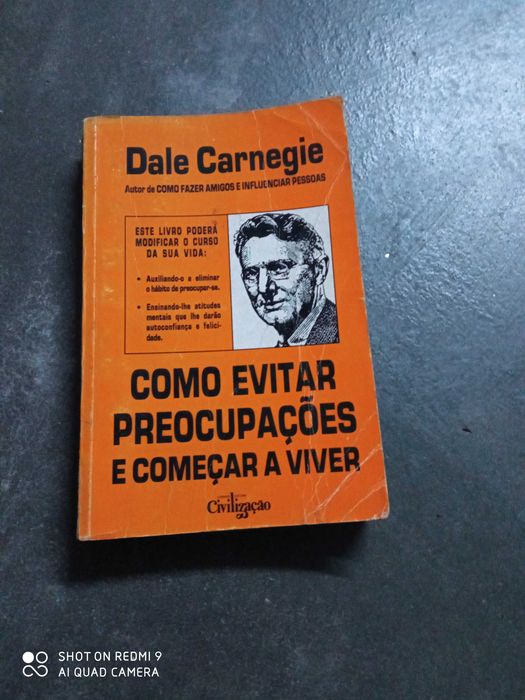 Dale Carnegie
Autor de COMO FAZER AMIGOS E INFLUENCIAR PESSOAS
ESTE LIVRO PODERÁ
MODIFICAR O CURSO
DA SUA VIDA:
• Auxiliando-o a eliminar
o hábito de preocupar-se.
• Ensinando-lhe atitudes
mentais que lhe darão
autoconfiança e felici-
dade.
COMO EVITAR
PREOCUPAÇÕES
E COMEÇAR A VIVER
Civilização
SHOT ON REDMI 9
AI QUAD CAMERA